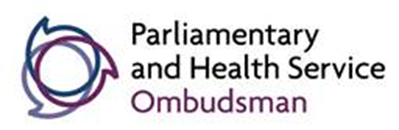 Parliamentary
and Health Service
Ombudsman